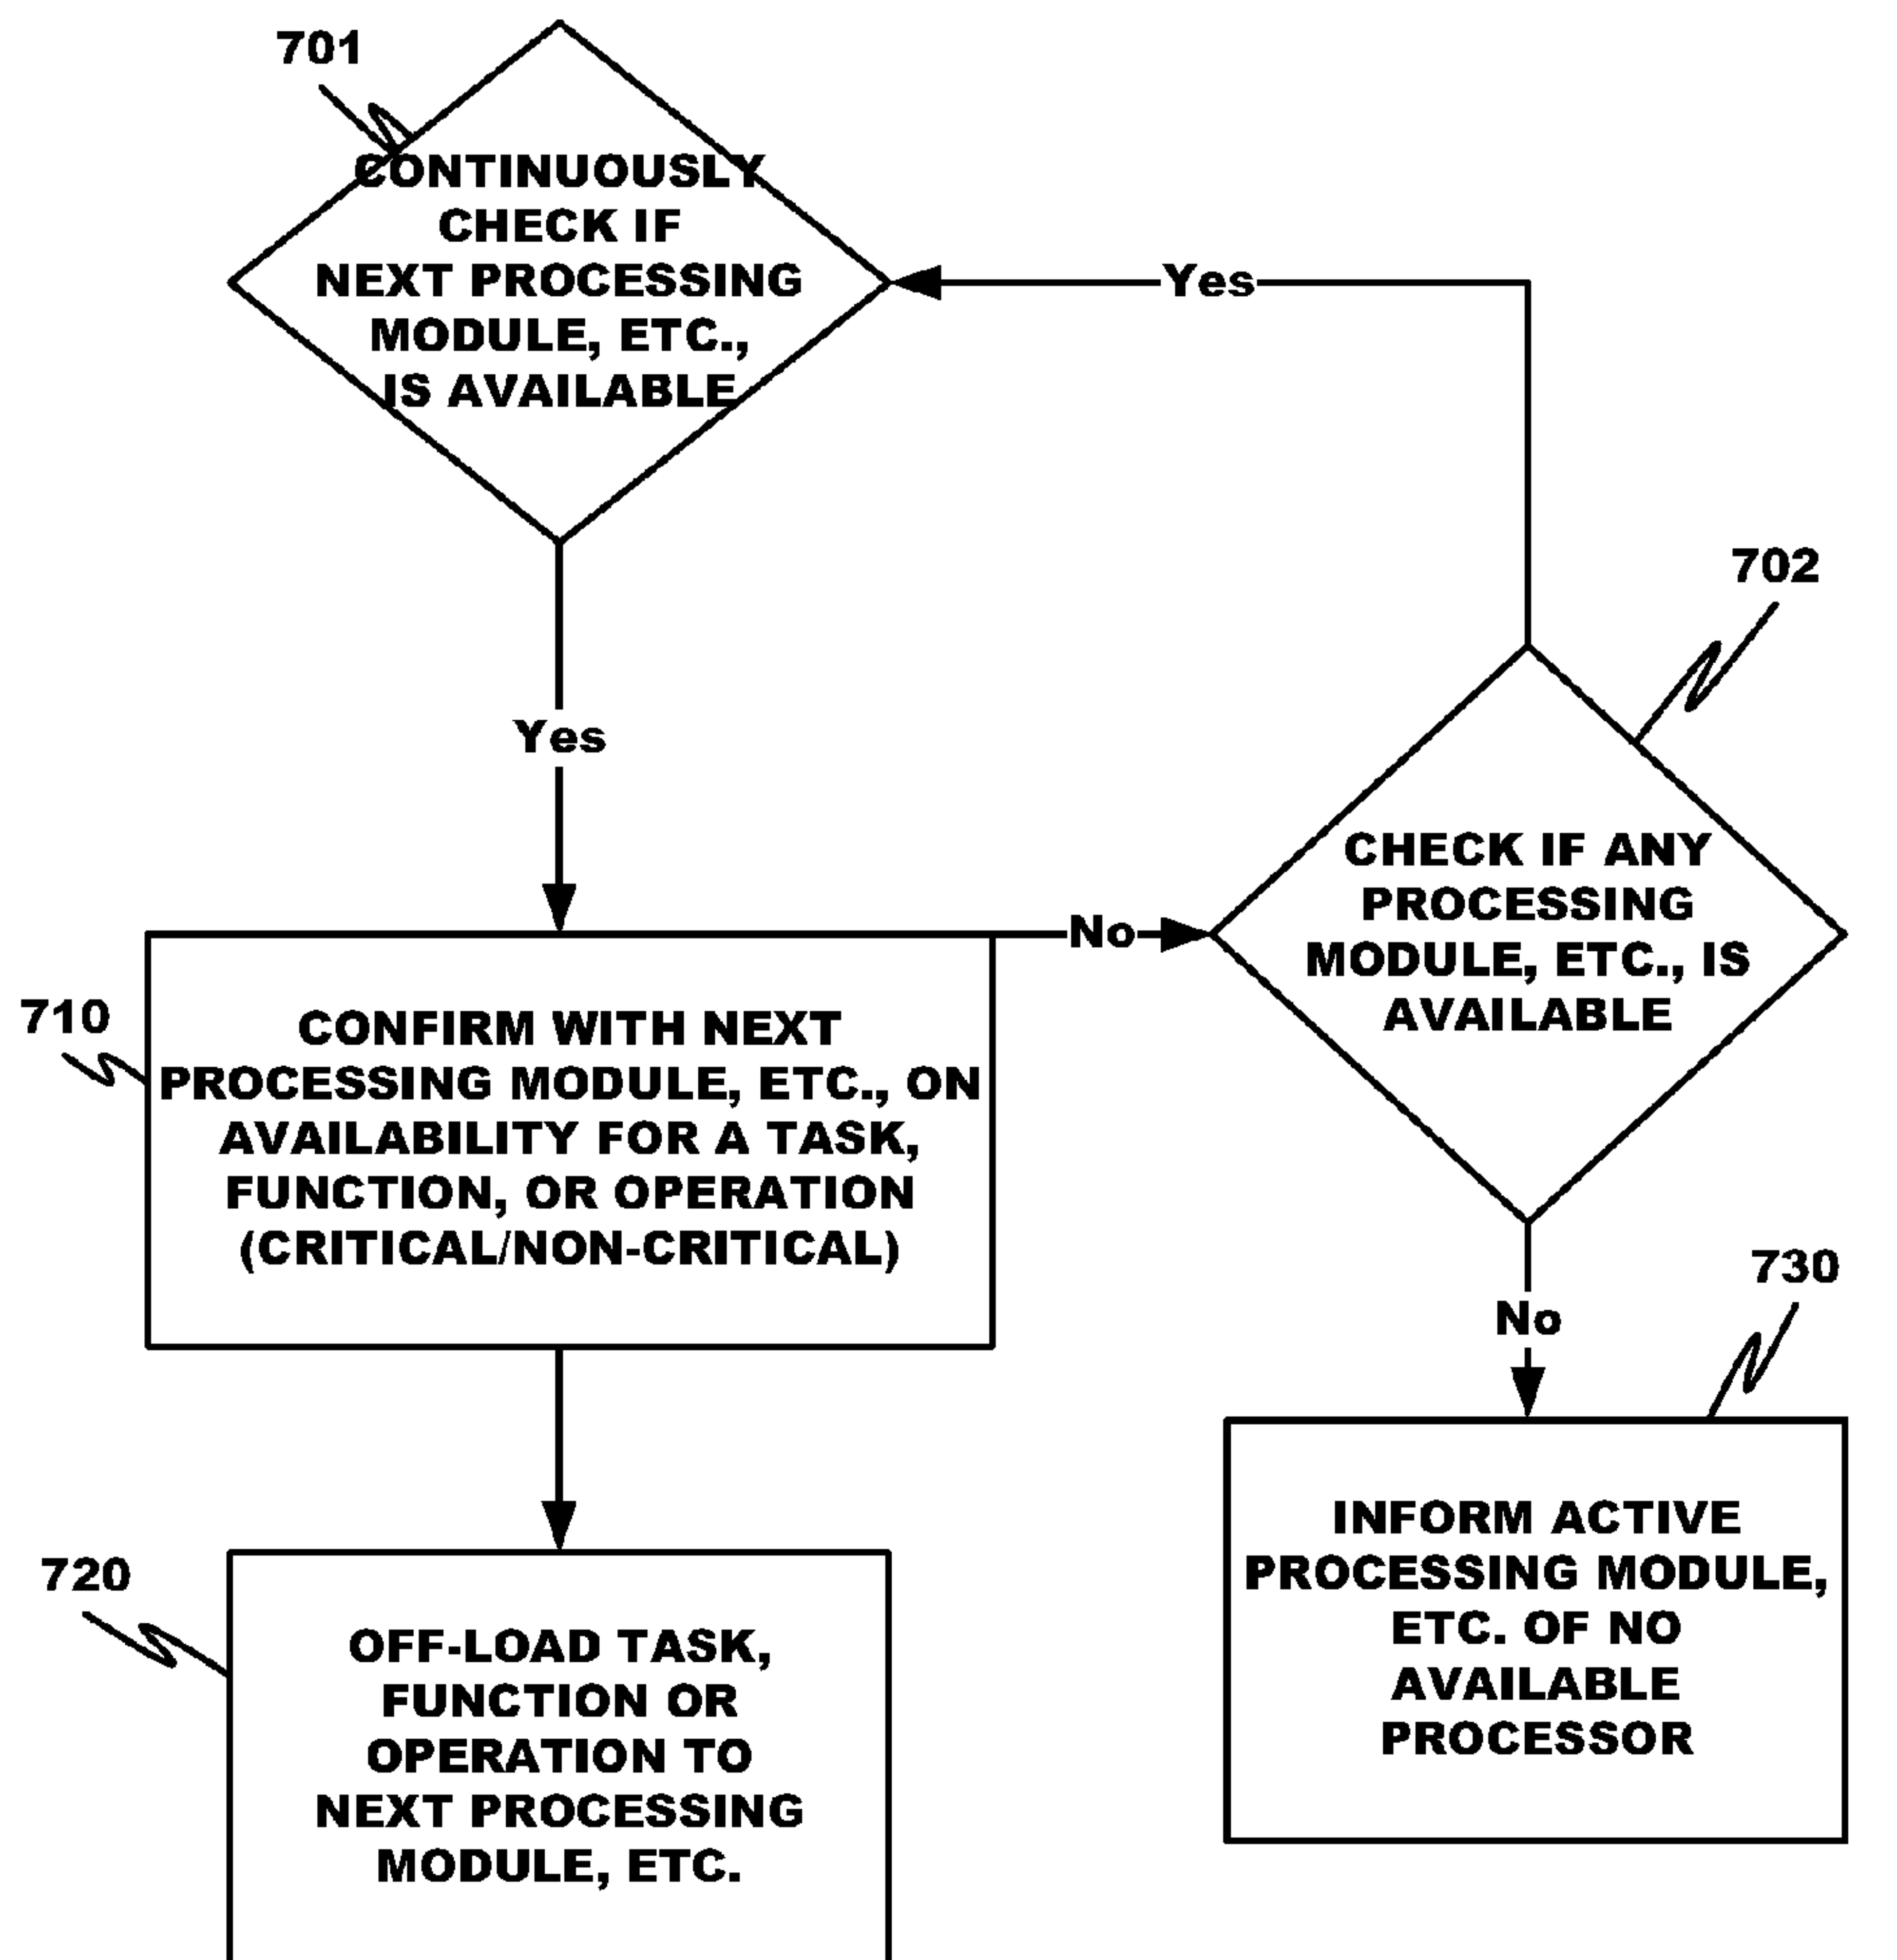 701
CONTINUOUSLY
CHECK IF
NEXT PROCESSING
MODULE, ETC.,
IS AVAILABLE
Yes
Yes
702
CHECK IF ANY
PROCESSING
MODULE, ETC., IS
AVAILABLE
No
710
CONFIRM WITH NEXT
PROCESSING MODULE, ETC., ON
AVAILABILITY FOR A TASK,
FUNCTION, OR OPERATION
(CRITICAL/NON-CRITICAL)
No
730
INFORM ACTIVE
PROCESSING MODULE,
ETC. OF NO
AVAILABLE
PROCESSOR
720
OFF-LOAD TASK,
FUNCTION OR
OPERATION TO
NEXT PROCESSING
MODULE, ETC.